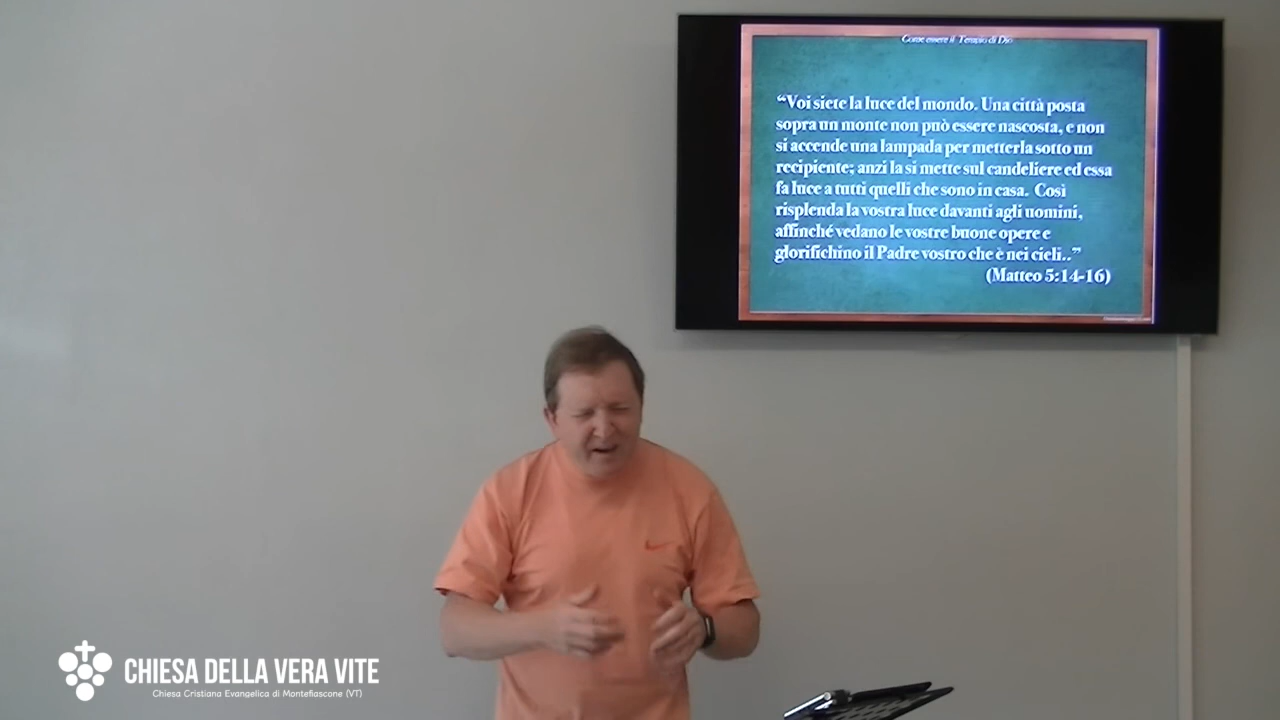 Come essere il Tempio di Dio
“Voi siete la luce del mondo. Una città posta
sopra un monte non può essere nascosta, e non
si accende una lampada per metterla sotto un
recipiente; anzi la si mette sul candeliere ed essa
fa luce a tutti quelli che sono in casa. Così
risplenda la vostra luce davanti agli uomini,
affinché vedano le vostre buone opere e
glorifichino il Padre vostro che è nei cieli..”
(Matteo 5:14-16)
CHIESA DELLA VERA VITE
Chiesa Cristiana Evangelica di Montefiascone (VT)